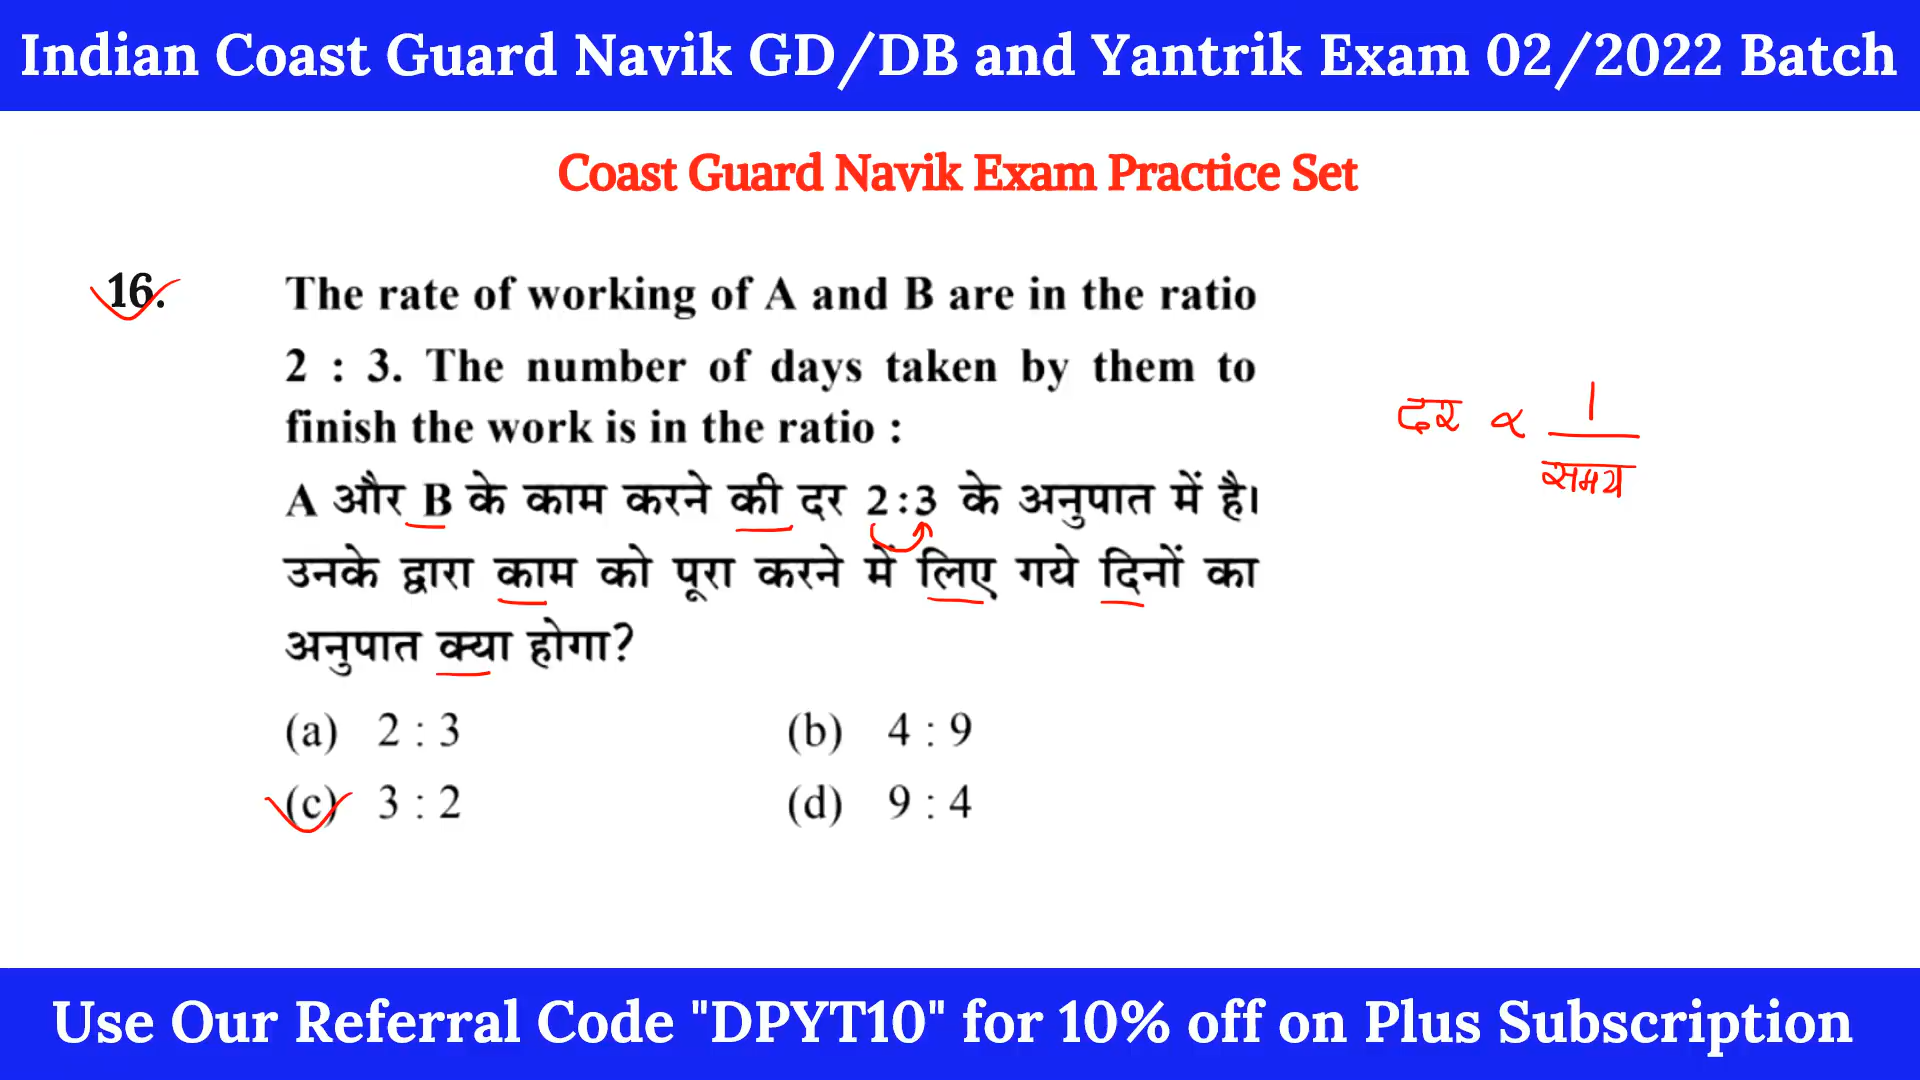 Indian Coast Guard Navik GD/DB and Yantrik Exam 02/2022 Batch
Coast Guard Navik Exam Practice Set
16. The rate of working of A and B are in the ratio
2 : 3. The number of days taken by them to
finish the work is in the ratio :
A और B के काम करने की दर 2:3 के अनुपात में है।
उनके द्वारा काम को पूरा करने में लिए गये दिनों का
अनुपात क्या होगा?
(a) 2 : 3 (b) 4 : 9
(c) 3 : 2 (d) 9 : 4
दर ∝ 1
समय
Use Our Referral Code "DPYT10" for 10% off on Plus Subscription